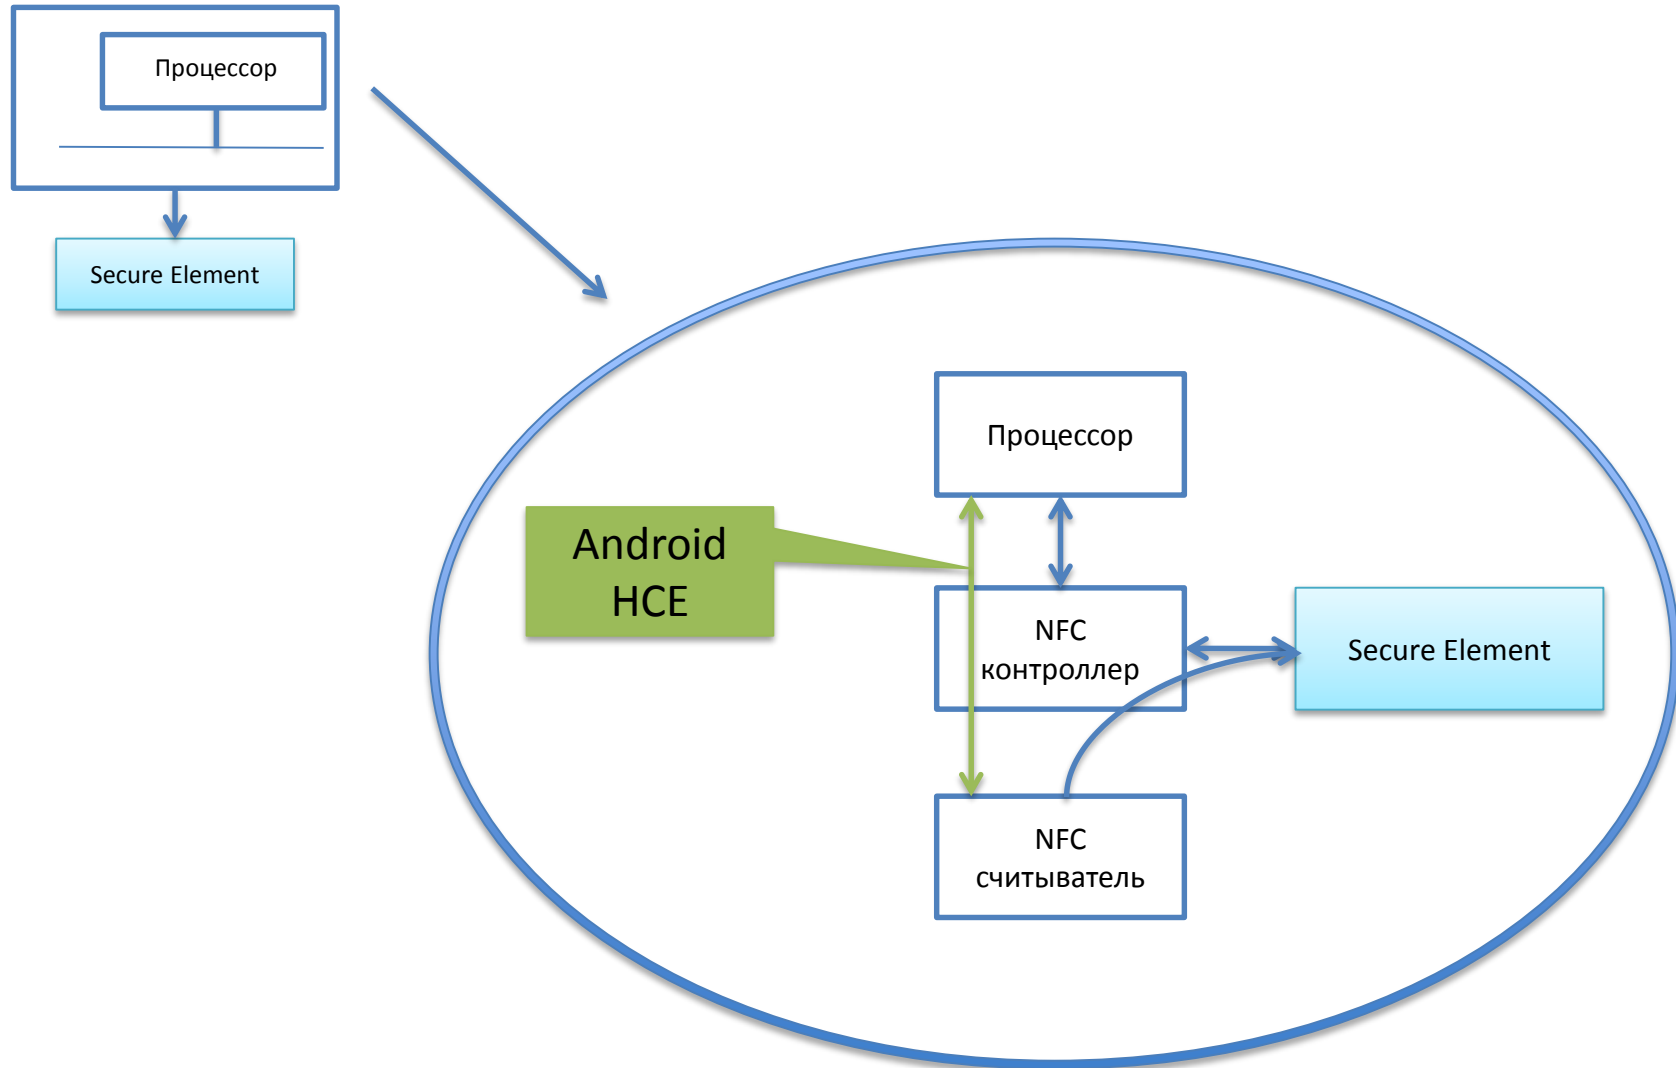 Процессор
Secure Element
Процессор
Android
HCE
NFC
контроллер
Secure Element
NFC
считыватель